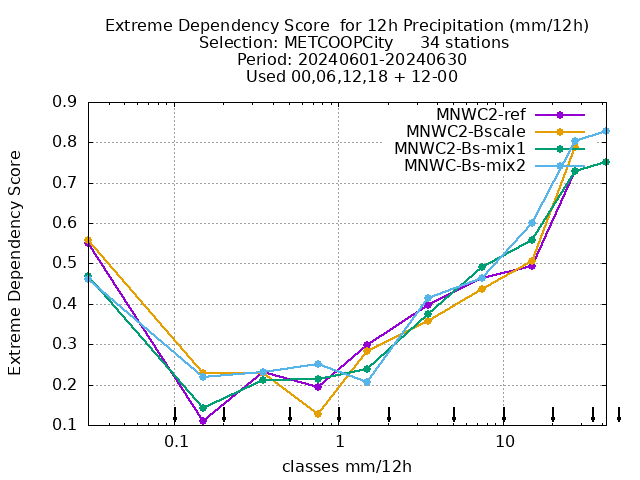 Extreme Dependency Score  for 12h Precipitation (mm/12h)
Selection: METCOOPCity     34 stations
Period: 20240601-20240630
Used 00,06,12,18 + 12-00
MNWC2-ref
MNWC2-Bscale
MNWC2-Bs-mix1
MNWC-Bs-mix2
Extreme Dependency Score
0.9
0.8
0.7
0.6
0.5
0.4
0.3
0.2
0.1
0.1 1 10
classes mm/12h